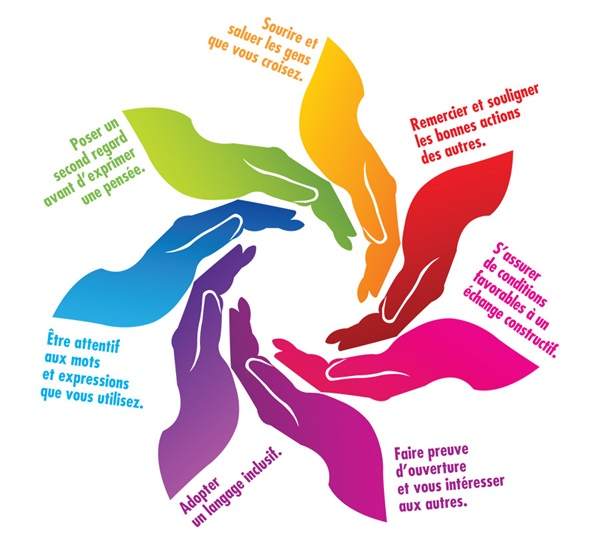 Sourire et
saluer les gens
que vous croisez.
Remercier et souligner
les bonnes actions
des autres.
S'assurer
de conditions
favorables à un
échange constructif.
Faire preuve
d'ouverture
et vous intéresser
aux autres.
Adopter
un langage inclusif.
Être attentif
aux mots
et expressions
que vous utilisez.
Poser un
second regard
avant d'exprimer
une pensée.